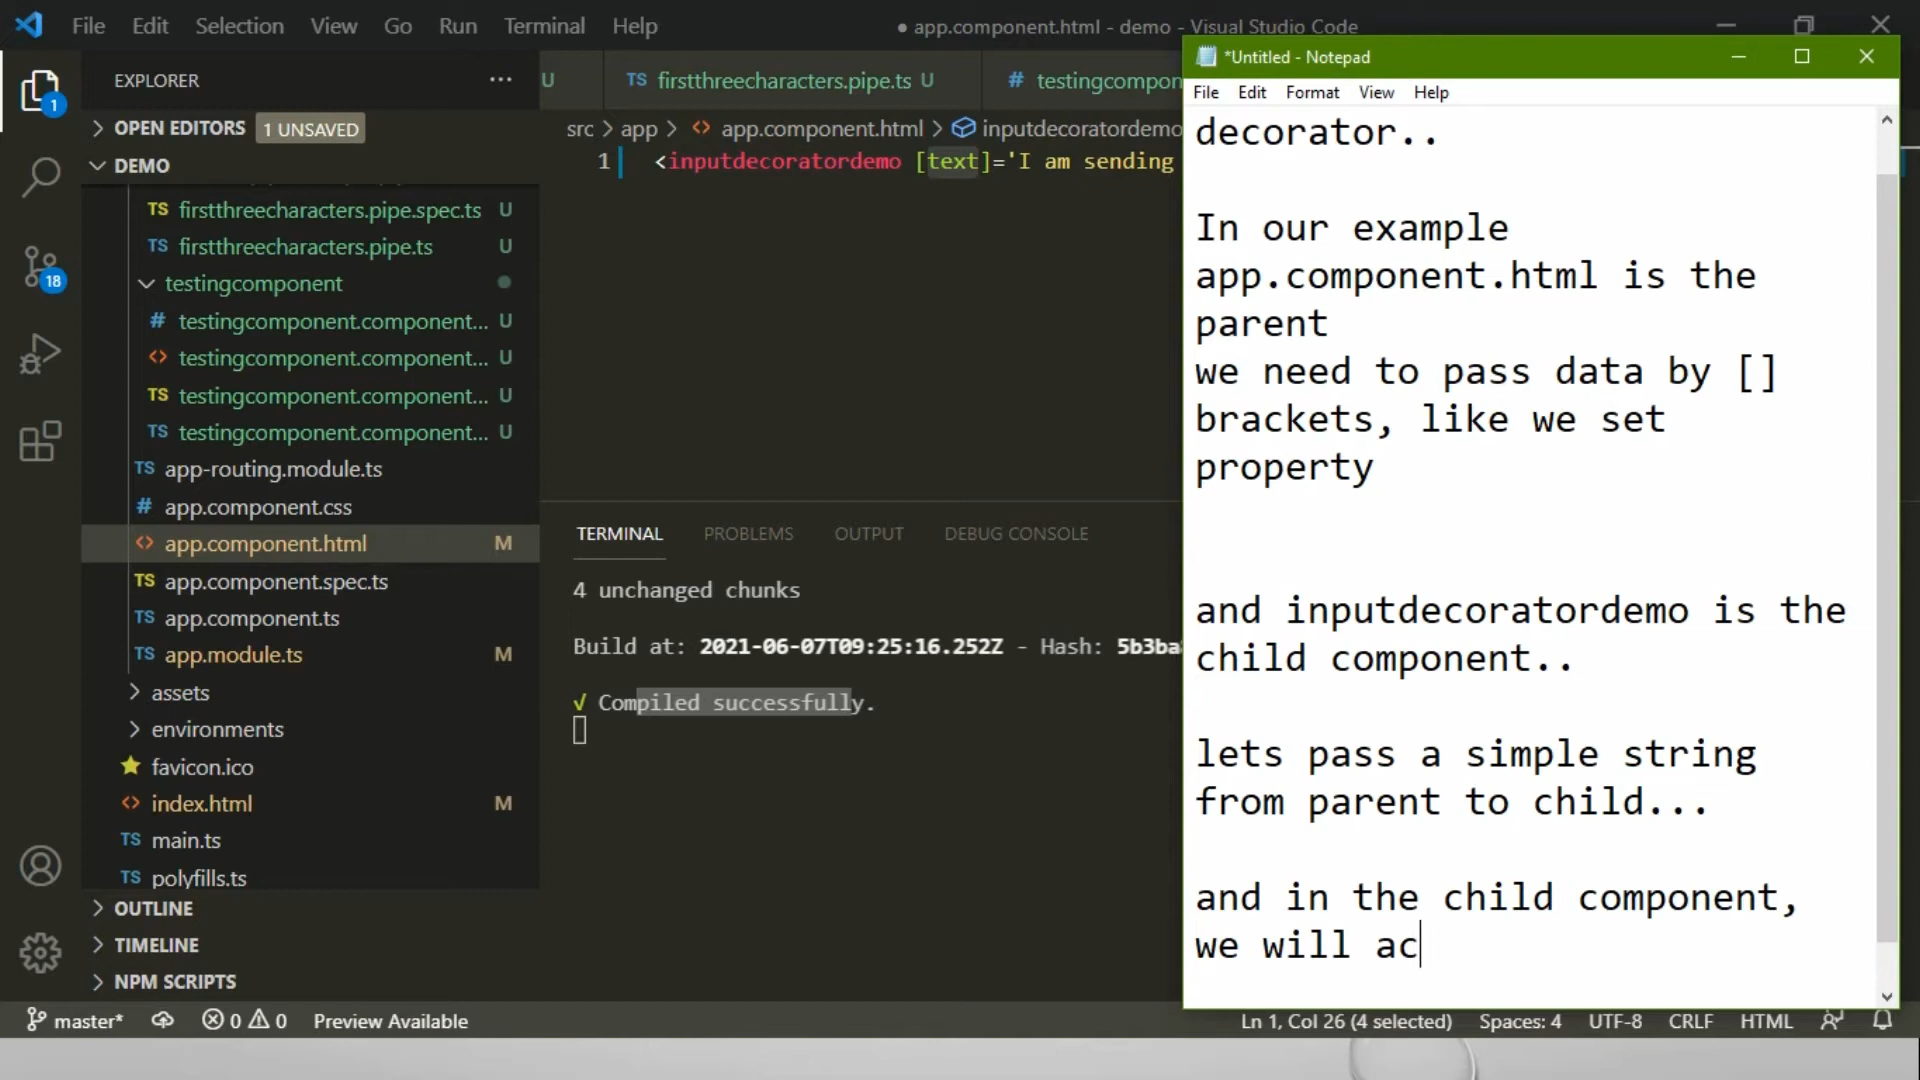 File Edit Selection View Go Run Terminal Help
● app.component.html - demo - Visual Studio Code
EXPLORER
OPEN EDITORS 1 UNSAVED
DEMO
firstthreecharacters.pipe.spec.ts U
firstthreecharacters.pipe.ts U
testingcomponent
testingcomponent.component... U
testingcomponent.component... U
testingcomponent.component... U
testingcomponent.component... U
app-routing.module.ts
app.component.css
app.component.html M
app.component.spec.ts
app.component.ts
app.module.ts M
assets
environments
favicon.ico
index.html M
main.ts
polyfills.ts
OUTLINE
TIMELINE
NPM SCRIPTS
U TS firstthreecharacters.pipe.ts U # testingcompon
src > app > app.component.html > inputdecoratordemo
1 <inputdecoratordemo [text]='I am sending
TERMINAL PROBLEMS OUTPUT DEBUG CONSOLE
4 unchanged chunks
Build at: 2021-06-07T09:25:16.252Z - Hash: 5b3ba
√ Compiled successfully.
*Untitled - Notepad
File Edit Format View Help
decorator..
In our example
app.component.html is the
parent
we need to pass data by []
brackets, like we set
property
and inputdecoratordemo is the
child component..
lets pass a simple string
from parent to child...
and in the child component,
we will ac
master* 0 0 Preview Available
Ln 1, Col 26 (4 selected) Spaces: 4 UTF-8 CRLF HTML